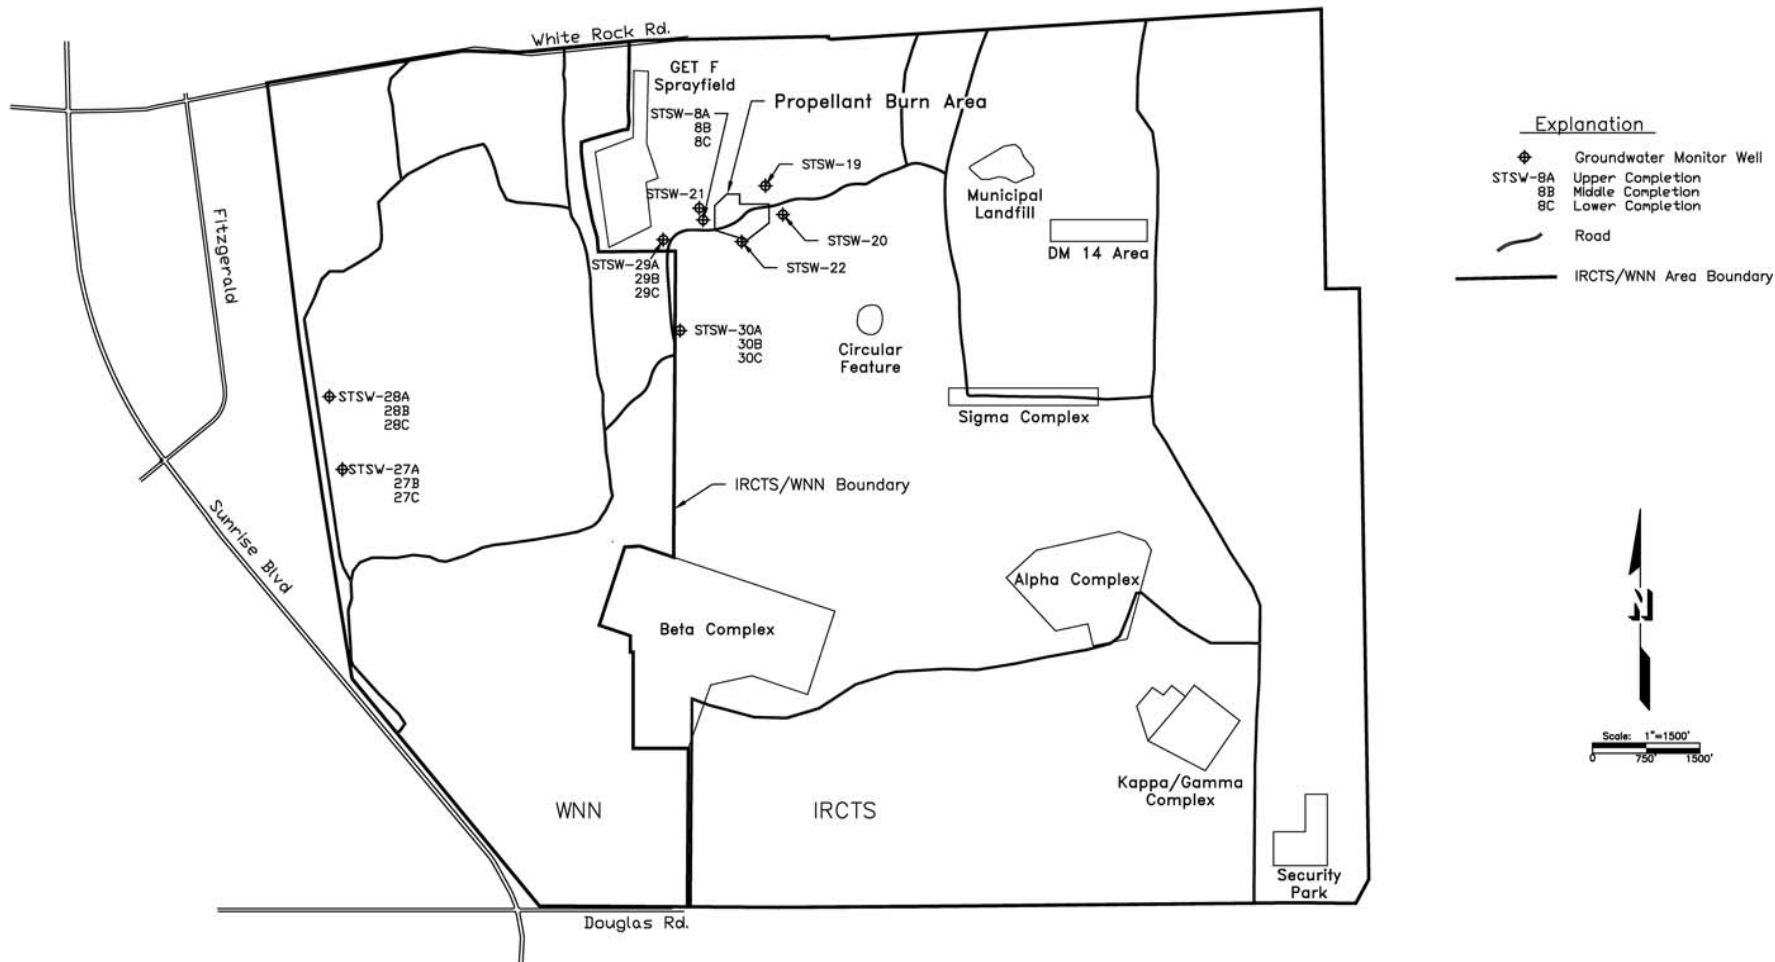 White Rock Rd.
GET F
Sprayfield
Propellant Burn Area
STSW-8A
8B
8C
STSW-19
STSW-21
STSW-20
STSW-22
STSW-29A
29B
29C
STSW-30A
30B
30C
Municipal
Landfill
DM 14 Area
Circular
Feature
Sigma Complex
Fitzgerald
STSW-28A
28B
28C
STSW-27A
27B
27C
IRCTS/WNN Boundary
Sunrise Blvd
Alpha Complex
Beta Complex
Kappa/Gamma
Complex
WNN
IRCTS
Security
Park
Douglas Rd.
Explanation
Groundwater Monitor Well
STSW-8A Upper Completion
8B Middle Completion
8C Lower Completion
Road
IRCTS/WNN Area Boundary
N
Scale: 1"=1500'
0 750' 1500'